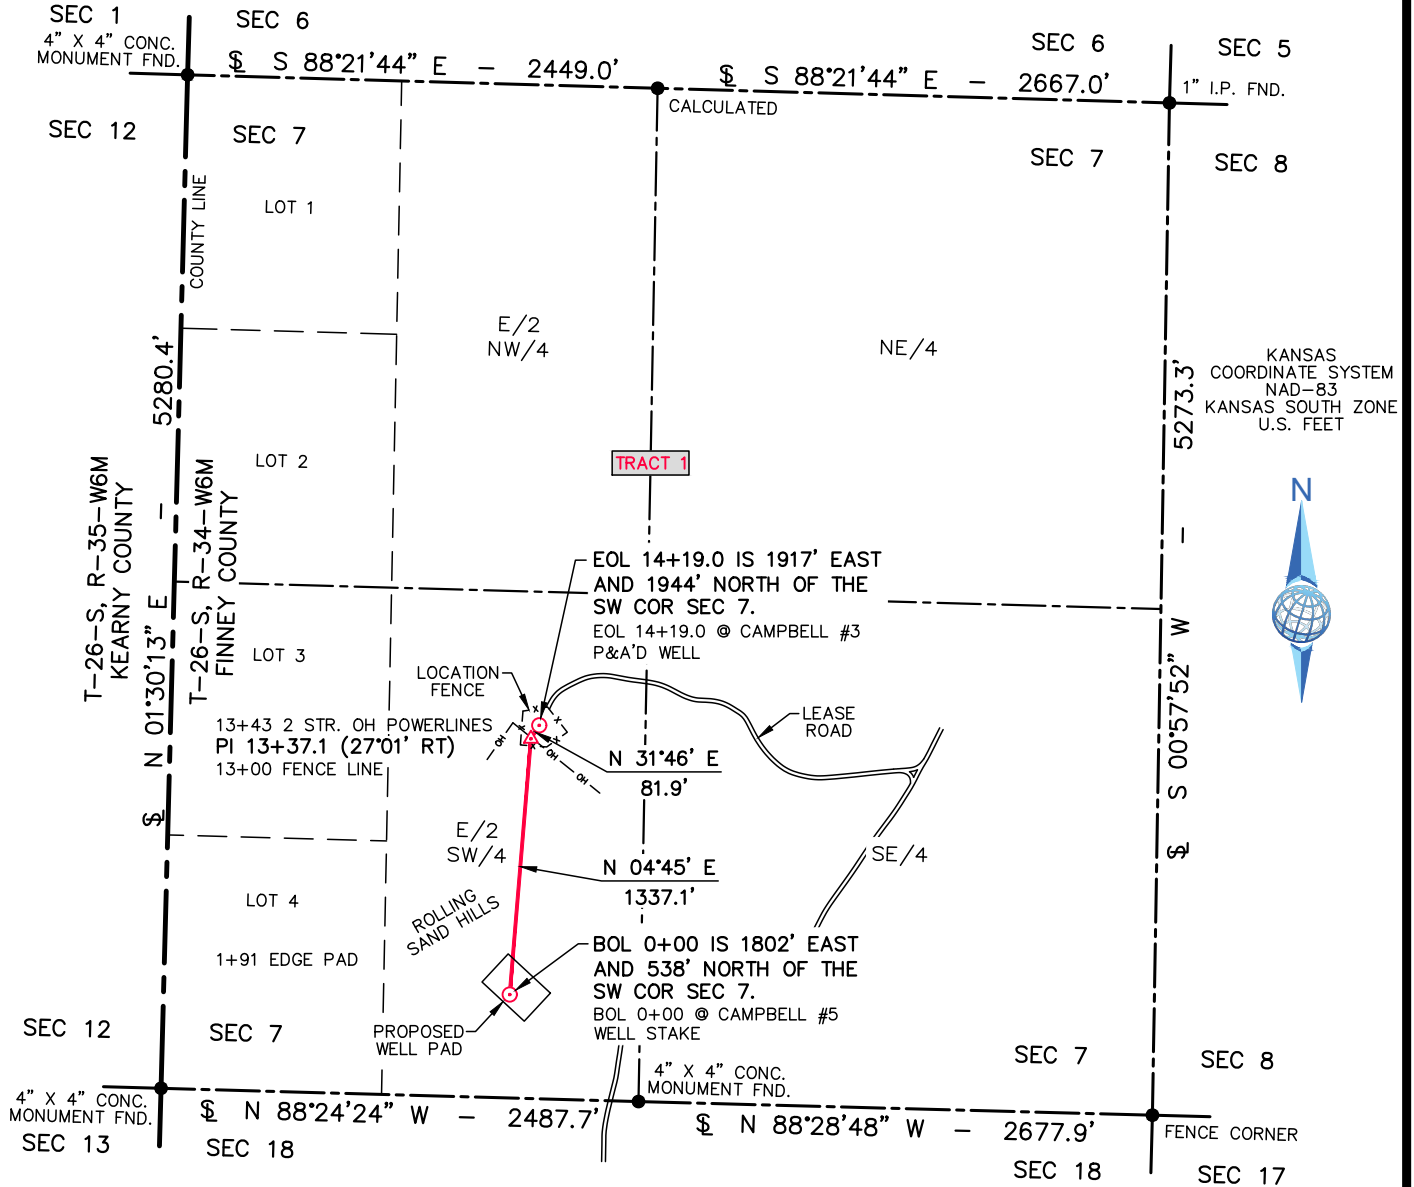 SEC 1
SEC 6
4" X 4" CONC.
MONUMENT FND.
℄ S 88°21'44" E - 2449.0'
℄ S 88°21'44" E - 2667.0'
SEC 6
SEC 5
1" I.P. FND.
CALCULATED
SEC 12
SEC 7
SEC 7
SEC 8
COUNTY LINE
LOT 1
E/2
NW/4
NE/4
KANSAS
COORDINATE SYSTEM
NAD-83
KANSAS SOUTH ZONE
U.S. FEET
N
LOT 2
TRACT 1
T-26-S, R-35-W6M
KEARNY COUNTY
℄ N 01°30'13" E - 5280.4'
T-26-S, R-34-W6M
FINNEY COUNTY
℄ S 00°57'52" W - 5273.3'
EOL 14+19.0 IS 1917' EAST
AND 1944' NORTH OF THE
SW COR SEC 7.
EOL 14+19.0 @ CAMPBELL #3
P&A'D WELL
LOT 3
LOCATION
FENCE
LEASE
ROAD
13+43 2 STR. OH POWERLINES
PI 13+37.1 (27°01' RT)
13+00 FENCE LINE
OH
OH
OH
N 31°46' E
81.9'
E/2
SW/4
SE/4
N 04°45' E
1337.1'
LOT 4
ROLLING
SAND HILLS
1+91 EDGE PAD
BOL 0+00 IS 1802' EAST
AND 538' NORTH OF THE
SW COR SEC 7.
BOL 0+00 @ CAMPBELL #5
WELL STAKE
PROPOSED
WELL PAD
SEC 12
SEC 7
SEC 7
SEC 8
4" X 4" CONC.
MONUMENT FND.
4" X 4" CONC.
MONUMENT FND.
℄ N 88°24'24" W - 2487.7'
℄ N 88°28'48" W - 2677.9'
FENCE CORNER
SEC 13
SEC 18
SEC 18
SEC 17